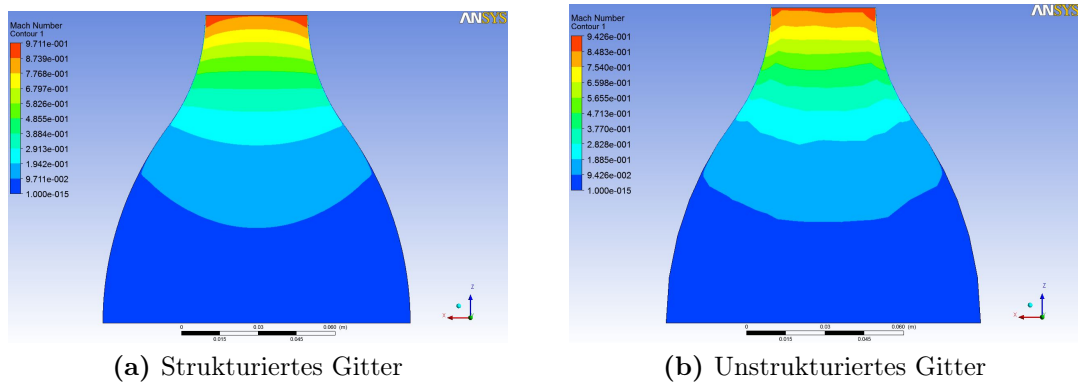 ANSYS
Mach Number
Contour 1
9.711e-001
8.739e-001
7.768e-001
6.797e-001
5.826e-001
4.855e-001
3.884e-001
2.913e-001
1.942e-001
9.711e-002
1.000e-015
Z
X
Y
0
0.03
0.060
(m)
0.015
0.045
(a) Strukturiertes Gitter
ANSYS
Mach Number
Contour 1
9.426e-001
8.483e-001
7.540e-001
6.598e-001
5.655e-001
4.713e-001
3.770e-001
2.828e-001
1.885e-001
9.426e-002
1.000e-015
Z
X
Y
0
0.03
0.060
(m)
0.015
0.045
(b) Unstrukturiertes Gitter